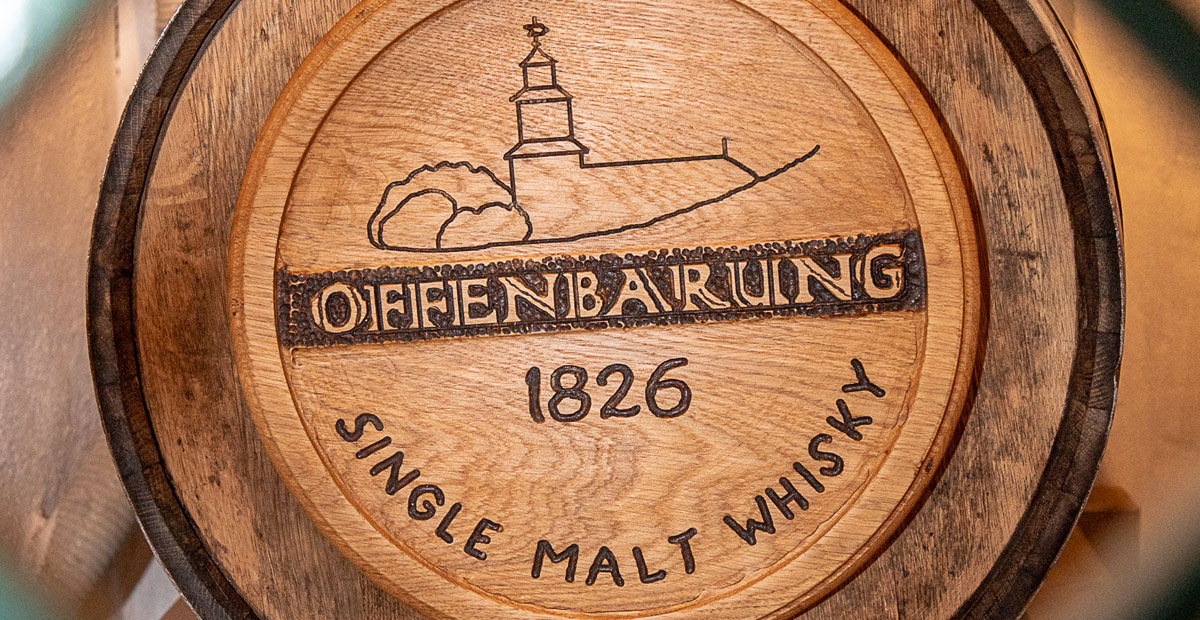 OFFENBARUNG
1826
SINGLE MALT WHISKY